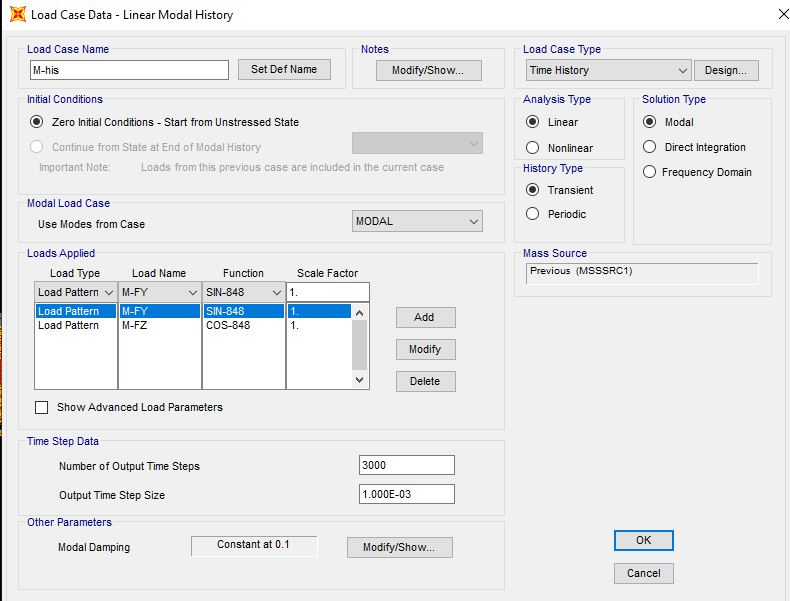 Load Case Data - Linear Modal History
Load Case Name
M-his
Set Def Name
Notes
Modify/Show...
Load Case Type
Time History
Design...
Initial Conditions
Zero Initial Conditions - Start from Unstressed State
Continue from State at End of Modal History
Important Note: Loads from this previous case are included in the current case
Analysis Type
Linear
Nonlinear
Solution Type
Modal
Direct Integration
Frequency Domain
History Type
Transient
Periodic
Modal Load Case
Use Modes from Case
MODAL
Loads Applied
Load Type Load Name Function Scale Factor
Load Pattern M-FY SIN-848 1.
Load Pattern M-FY SIN-848 1.
Load Pattern M-FZ COS-848 1.
Add
Modify
Delete
Show Advanced Load Parameters
Mass Source
Previous (MSSSRC1)
Time Step Data
Number of Output Time Steps 3000
Output Time Step Size 1.000E-03
Other Parameters
Modal Damping Constant at 0.1 Modify/Show...
OK
Cancel